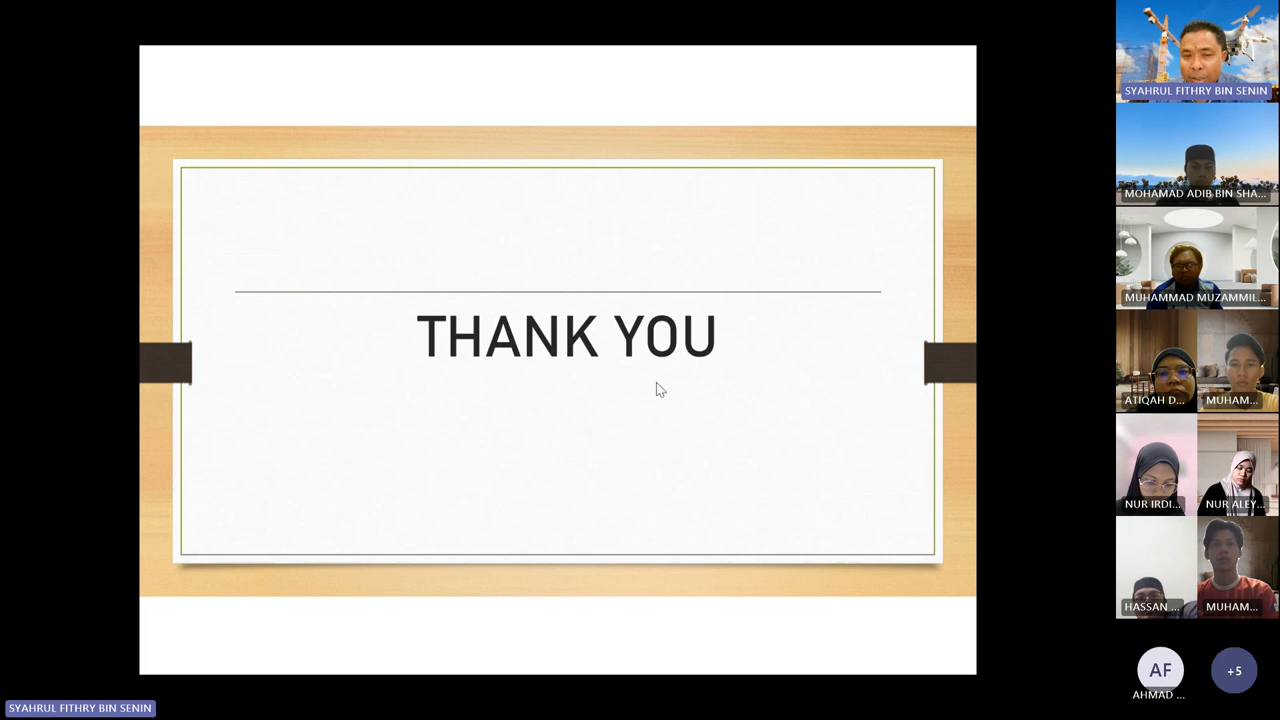 THANK YOU
SYAHRUL FITHRY BIN SENIN
MOHAMAD ADIB BIN SHA...
MUHAMMAD MUZAMMIL...
ATIQAH D...
MUHAM...
NUR IRDI...
NUR ALEY...
HASSAN ...
MUHAM...
AF
+5
AHMAD ...
SYAHRUL FITHRY BIN SENIN